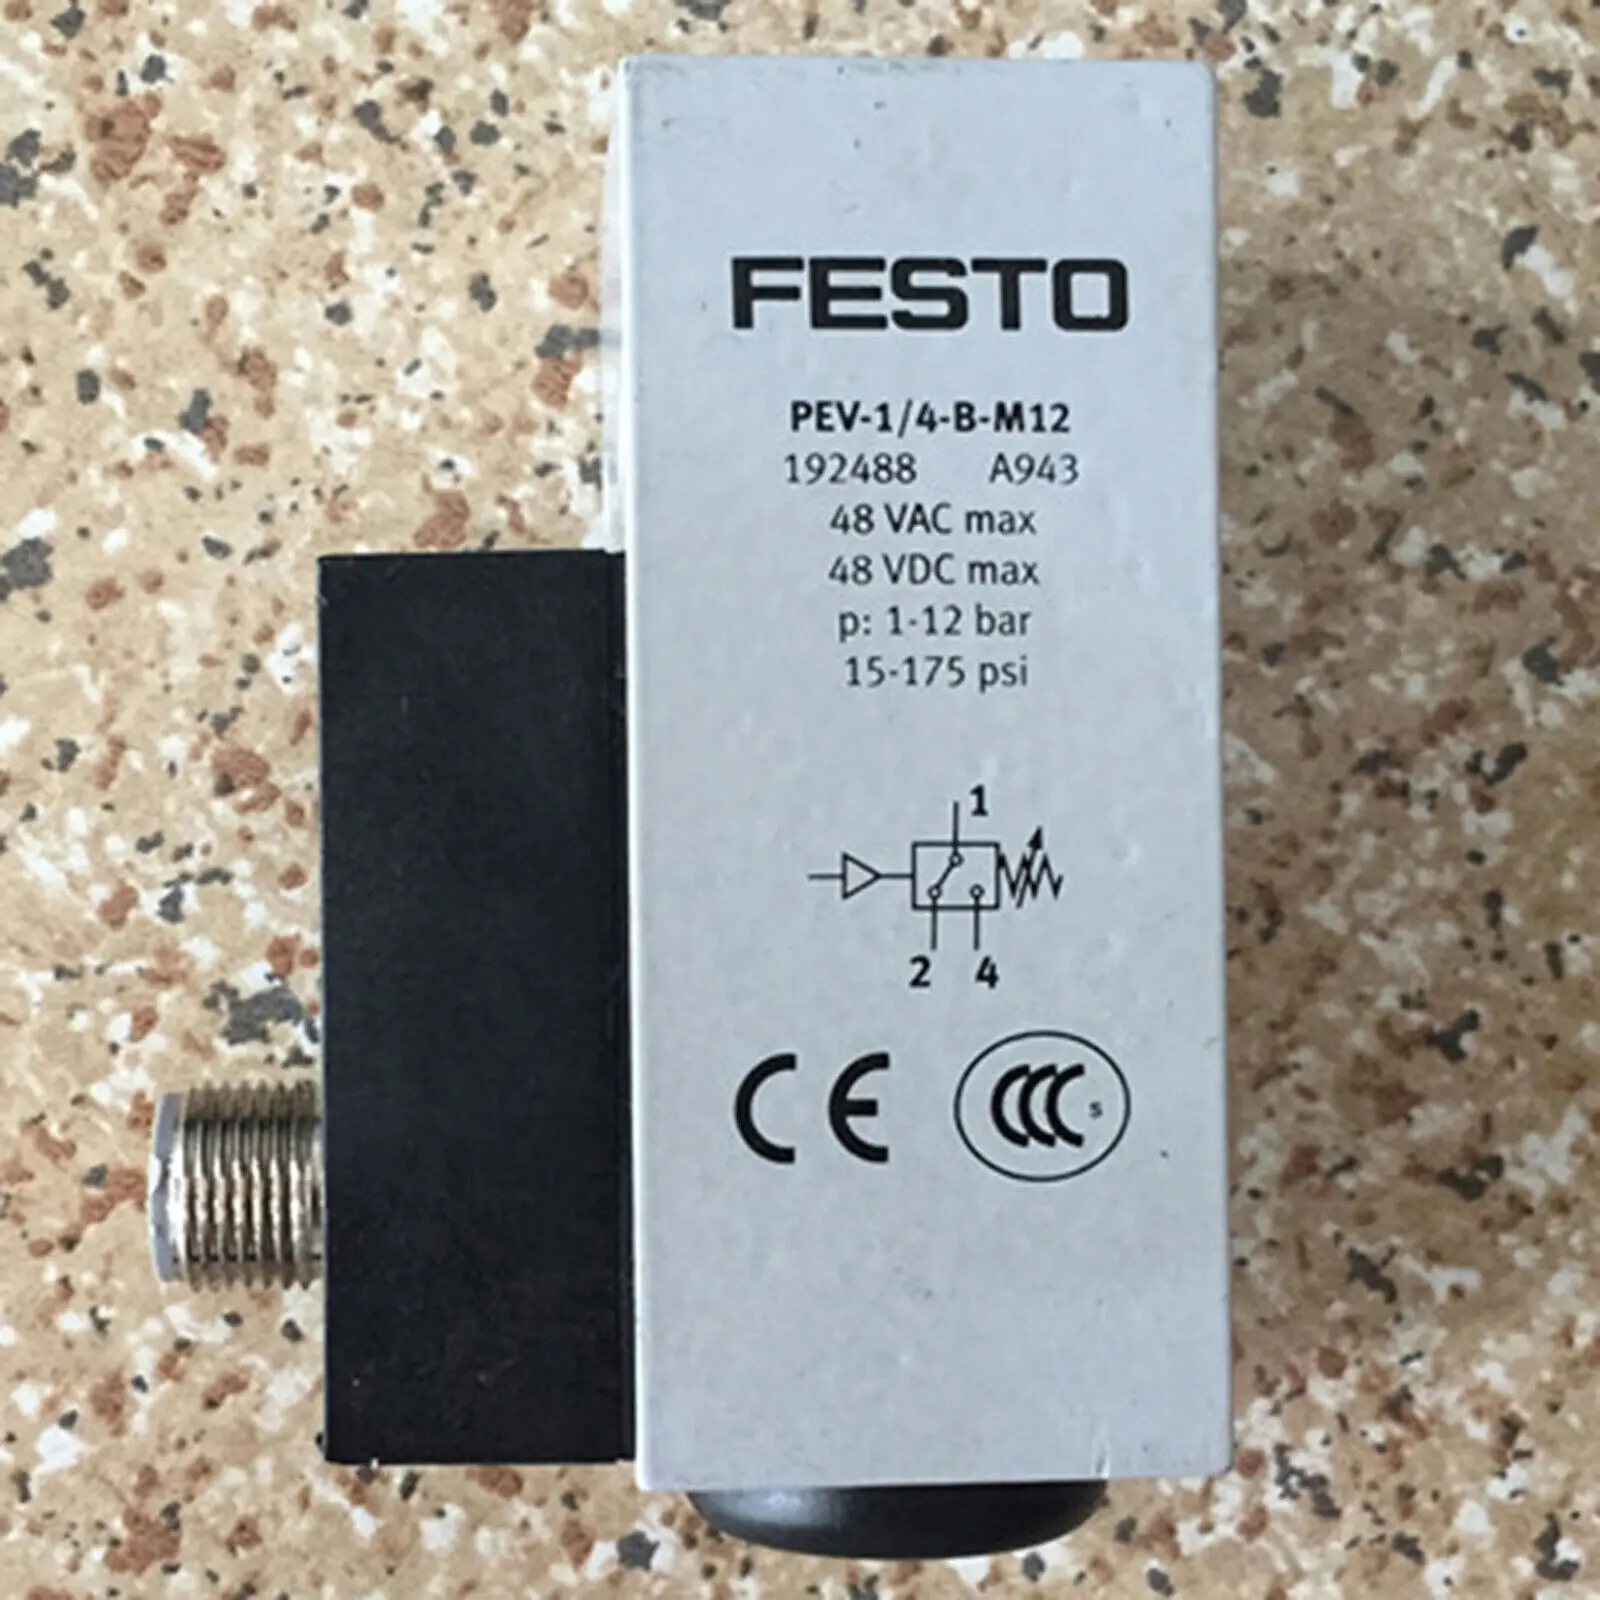 FESTO
PEV-1/4-B-M12
192488 A943
48 VAC max
48 VDC max
p: 1-12 bar
15-175 psi
1
2 4
CE CCC S